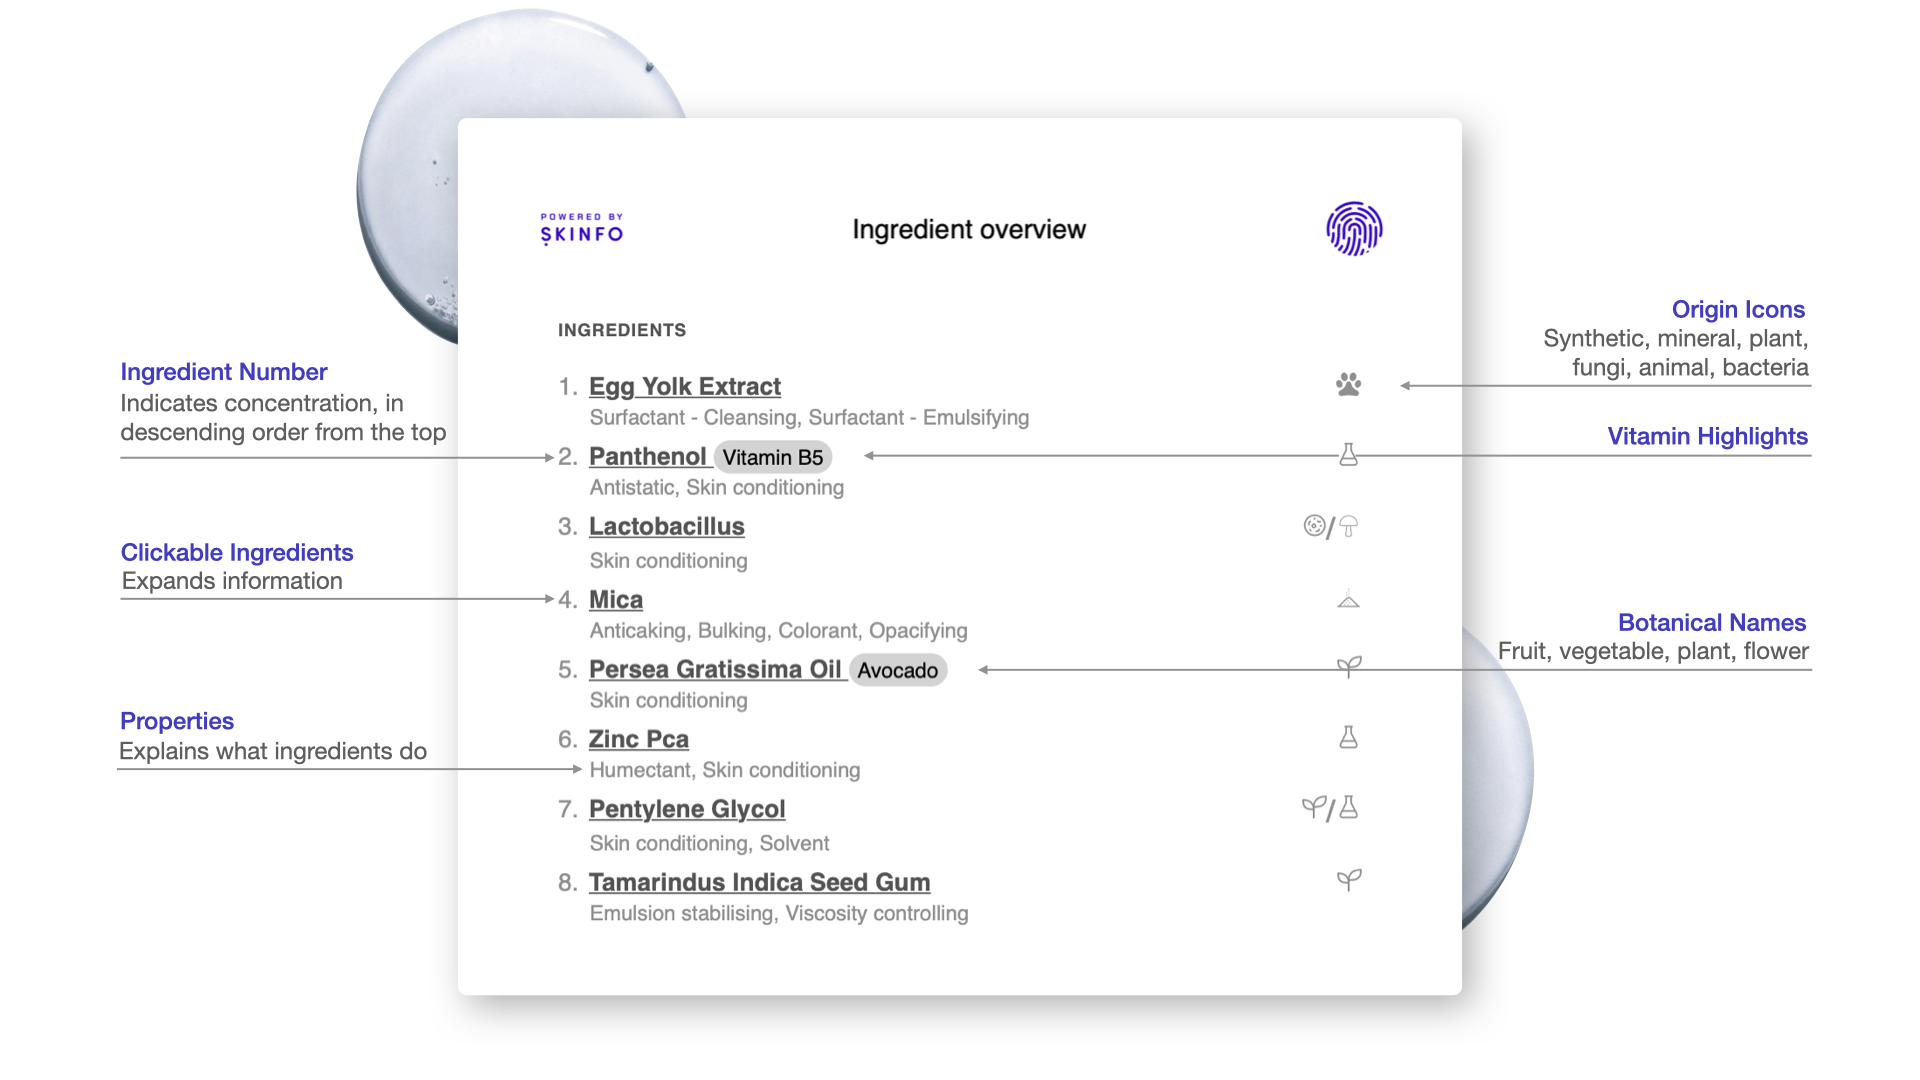 POWERED BY
SKINFO
Ingredient overview
INGREDIENTS
1. Egg Yolk Extract
Surfactant - Cleansing, Surfactant - Emulsifying
2. Panthenol Vitamin B5
Antistatic, Skin conditioning
3. Lactobacillus
Skin conditioning
4. Mica
Anticaking, Bulking, Colorant, Opacifying
5. Persea Gratissima Oil Avocado
Skin conditioning
6. Zinc Pca
Humectant, Skin conditioning
7. Pentylene Glycol
Skin conditioning, Solvent
8. Tamarindus Indica Seed Gum
Emulsion stabilising, Viscosity controlling
Ingredient Number
Indicates concentration, in
descending order from the top
Clickable Ingredients
Expands information
Properties
Explains what ingredients do
Origin Icons
Synthetic, mineral, plant,
fungi, animal, bacteria
Vitamin Highlights
Botanical Names
Fruit, vegetable, plant, flower